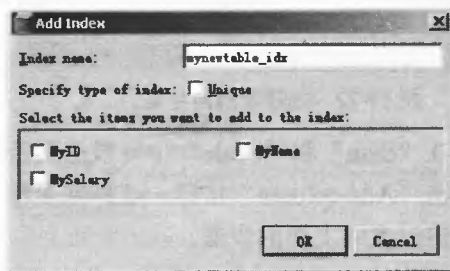 Add Index
Index name: mynewtable_idx
Specify type of index: Unique
Select the items you want to add to the index:
MyID MyName
MySalary
OK Cancel